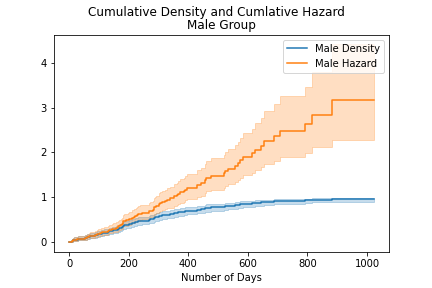 Cumulative Density and Cumlative Hazard
Male Group
Male Density
Male Hazard
4
3
2
1
0
0 200 400 600 800 1000
Number of Days